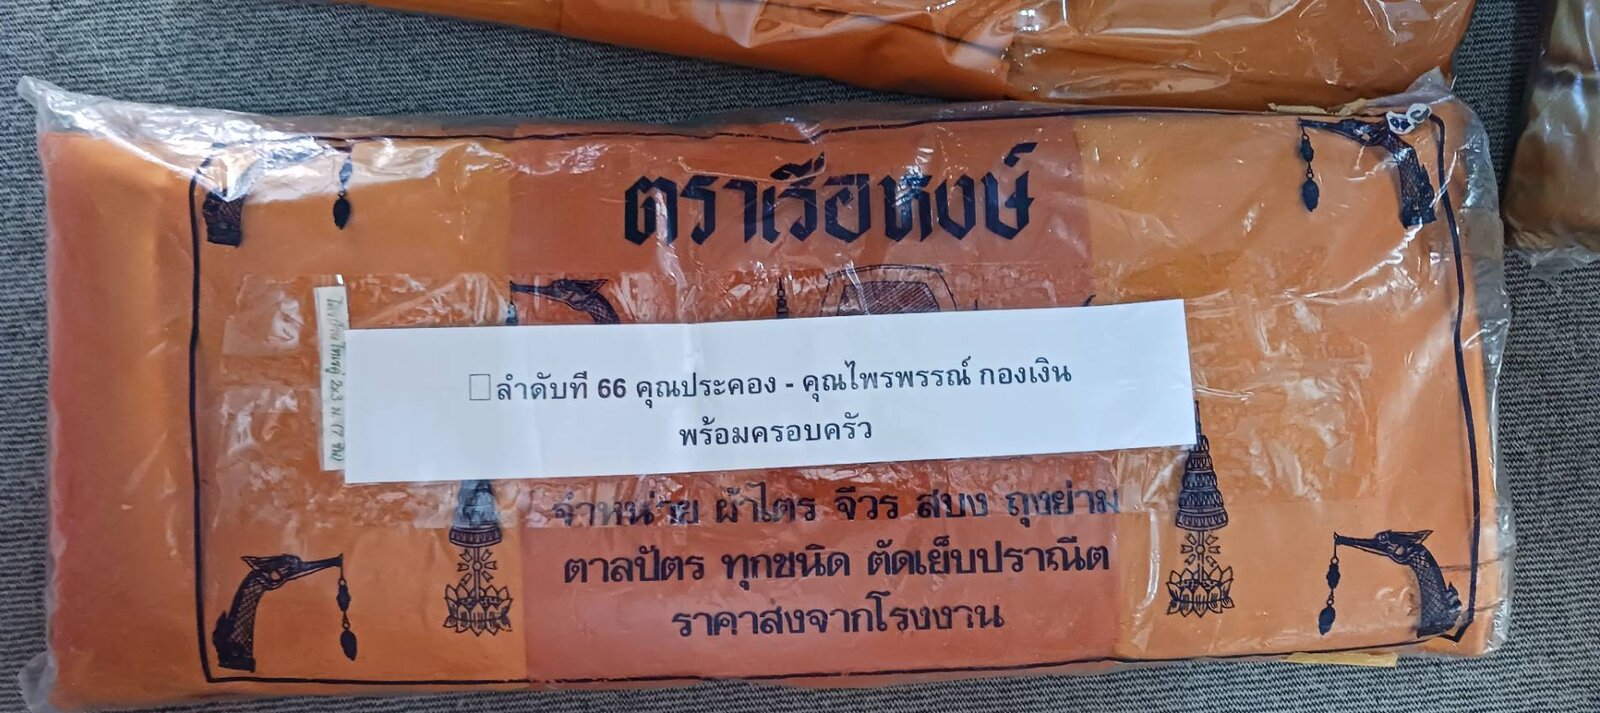 ตราเรือหงษ์
□ลำดับที 66 คุณประคอง - คุณไพรพรรณ์ กองเงิน
พร้อมครอบครัว
จำหน่าย ผ้าไตร จีวร สบง ถุงย่าม
ตาลปัตร ทุกชนิด ตัดเย็บปราณีต
ราคาส่งจากโรงงาน